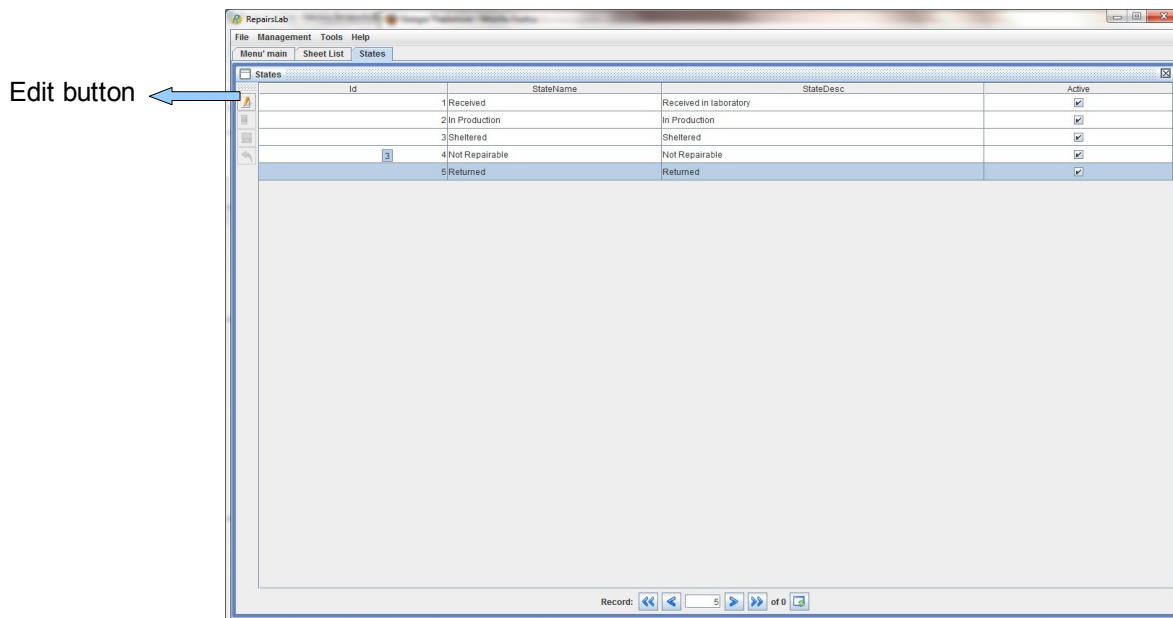 RepairsLab
File Management Tools Help
Menu' main Sheet List States
States
Edit button
Id StateName StateDesc Active
1 Received Received in laboratory
2 In Production In Production
3 Sheltered Sheltered
3 4 Not Repairable Not Repairable
5 Returned Returned
Record: 5 of 0